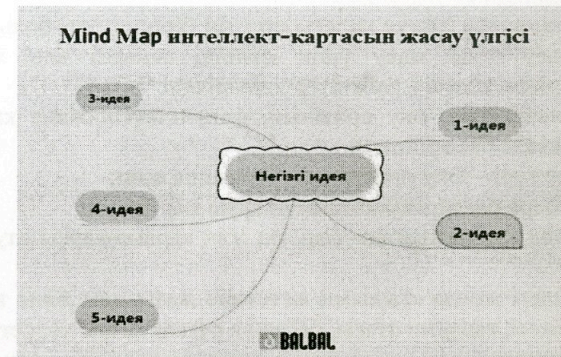 Mind Map интеллект-картасын жасау үлгісі
3-идея
1-идея
Негізгі идея
4-идея
2-идея
5-идея
BALBAL